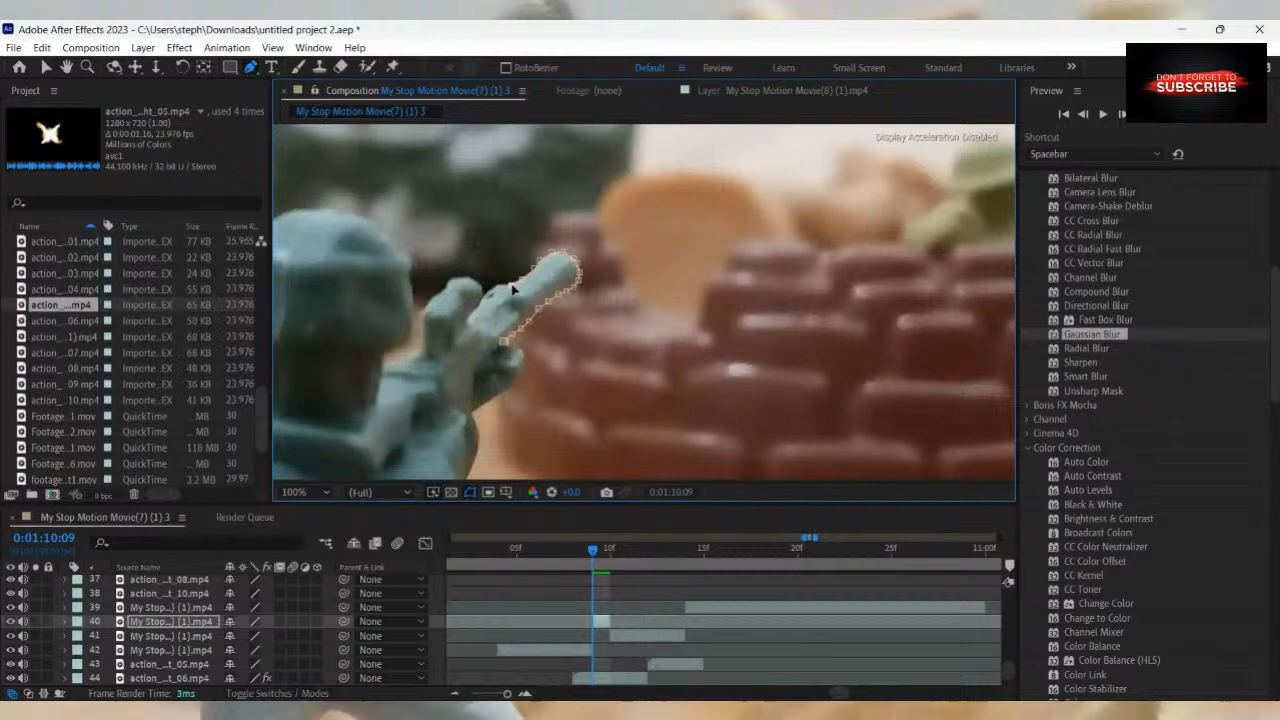 Adobe After Effects 2023 - C:\Users\steph\Downloads\untitled project 2.aep *
File Edit Composition Layer Effect Animation View Window Help
RotoBezier Default Review Learn Small Screen Standard Libraries
DON'T FORGET TO
SUBSCRIBE
Project
Composition My Stop Motion Movie(7) (1) 3 Footage (none) Layer My Stop Motion Movie(8) (1).mp4
Preview
My Stop Motion Movie(7) (1) 3
action_...ht_05.mp4 , used 4 times
1280 x 720 (1.00)
Δ 0:00:01.16, 23.976 fps
Millions of Colors
avc1
44.100 kHz / 32 bit U / Stereo
Display Acceleration Disabled
Shortcut
Spacebar
Name Type Size Frame R...
action_...01.mp4 Importe...EX 77 KB 25.965
action_...02.mp4 Importe...EX 22 KB 23.976
action_...03.mp4 Importe...EX 24 KB 23.976
action_...04.mp4 Importe...EX 55 KB 23.976
action_...mp4 Importe...EX 65 KB 23.976
action_...06.mp4 Importe...EX 50 KB 23.976
action_...1).mp4 Importe...EX 68 KB 23.976
action_...07.mp4 Importe...EX 68 KB 23.976
action_...08.mp4 Importe...EX 48 KB 23.976
action_...09.mp4 Importe...EX 36 KB 23.976
action_...10.mp4 Importe...EX 41 KB 23.976
Footage...1.mov QuickTime ... MB 30
Footage...2.mov QuickTime ... MB 30
Footage...1.mov QuickTime 118 MB 30
Footage...6.mov QuickTime ... MB 30
footage...t1.mov QuickTime 3.2 MB 29.97
8 bpc
Bilateral Blur
Camera Lens Blur
Camera-Shake Deblur
CC Cross Blur
CC Radial Blur
CC Radial Fast Blur
CC Vector Blur
Channel Blur
Compound Blur
Directional Blur
Fast Box Blur
Gaussian Blur
Radial Blur
Sharpen
Smart Blur
Unsharp Mask
Boris FX Mocha
Channel
Cinema 4D
Color Correction
Auto Color
Auto Contrast
Auto Levels
Black & White
Brightness & Contrast
Broadcast Colors
CC Color Neutralizer
CC Color Offset
CC Kernel
CC Toner
Change Color
Change to Color
Channel Mixer
Color Balance
Color Balance (HLS)
Color Link
Color Stabilizer
100% (Full) +0.0 0:01:10:09
My Stop Motion Movie(7) (1) 3 Render Queue
0:01:10:09
05f 10f 15f 20f 25f 11:00f
# Source Name Parent & Link
37 action_...t_08.mp4 None
38 action_...t_10.mp4 None
39 My Stop...) (1).mp4 None
40 My Stop...) (1).mp4 None
41 My Stop...) (1).mp4 None
42 My Stop...) (1).mp4 None
43 action_...t_05.mp4 None
44 action_...t_06.mp4 fx None
Frame Render Time: 3ms Toggle Switches / Modes